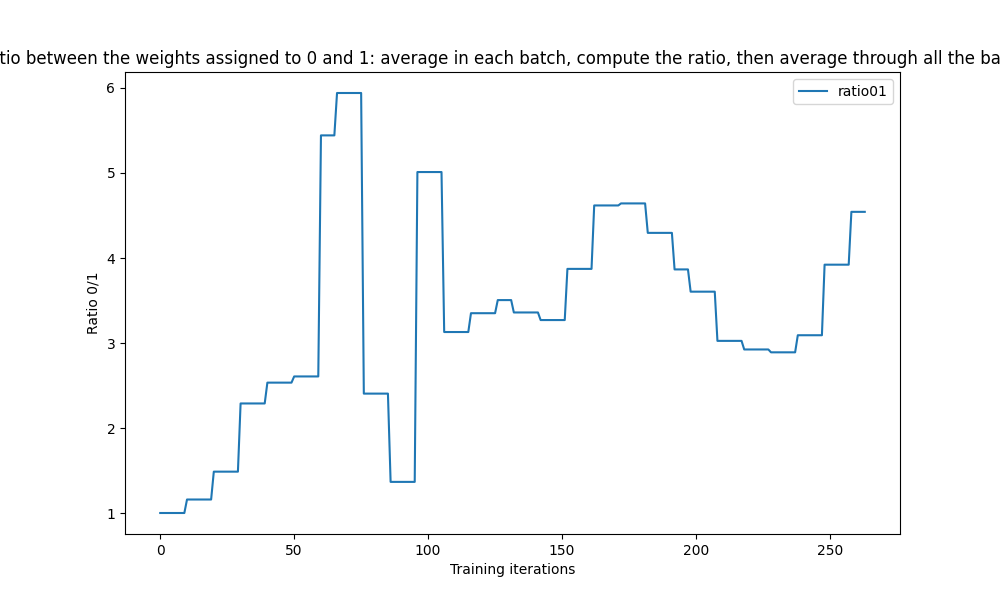 tio between the weights assigned to 0 and 1: average in each batch, compute the ratio, then average through all the ba
ratio01
6
5
4
3
2
1
Ratio 0/1
0 50 100 150 200 250
Training iterations